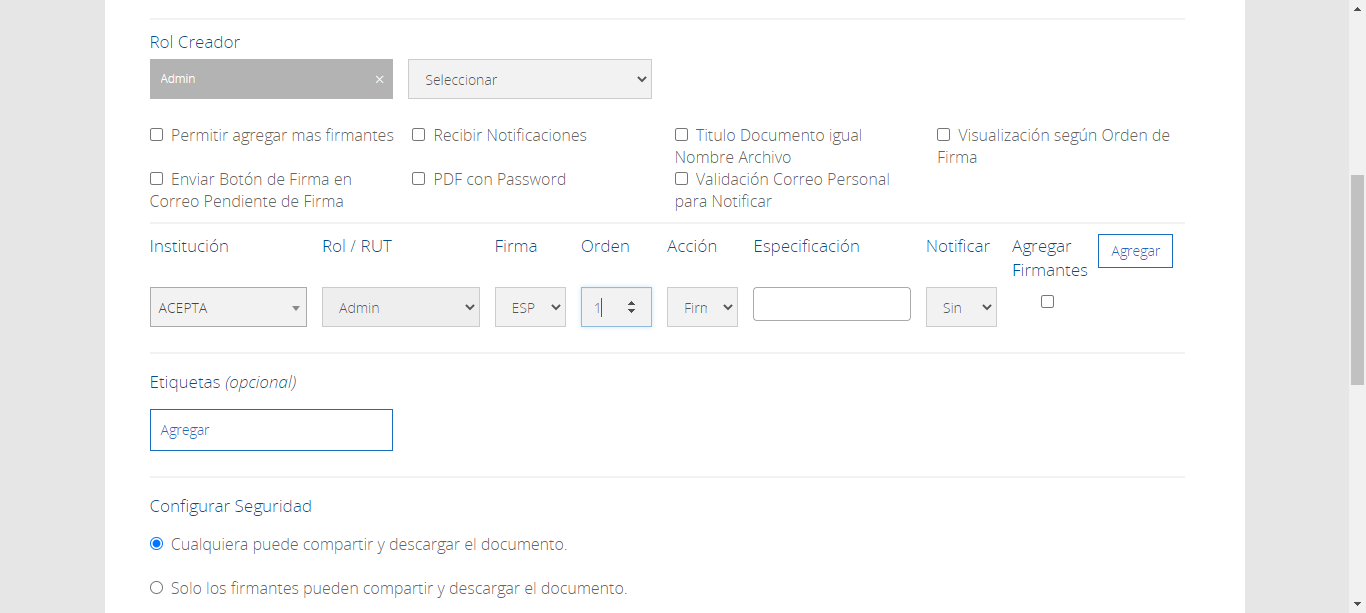 Rol Creador
Admin × Seleccionar
Permitir agregar mas firmantes Recibir Notificaciones Titulo Documento igual Nombre Archivo Visualización según Orden de Firma
Enviar Botón de Firma en Correo Pendiente de Firma PDF con Password Validación Correo Personal para Notificar
Institución Rol / RUT Firma Orden Acción Especificación Notificar Agregar Firmantes Agregar
ACEPTA Admin ESP 1 Firn Sin
Etiquetas (opcional)
Agregar
Configurar Seguridad
Cualquiera puede compartir y descargar el documento.
Solo los firmantes pueden compartir y descargar el documento.